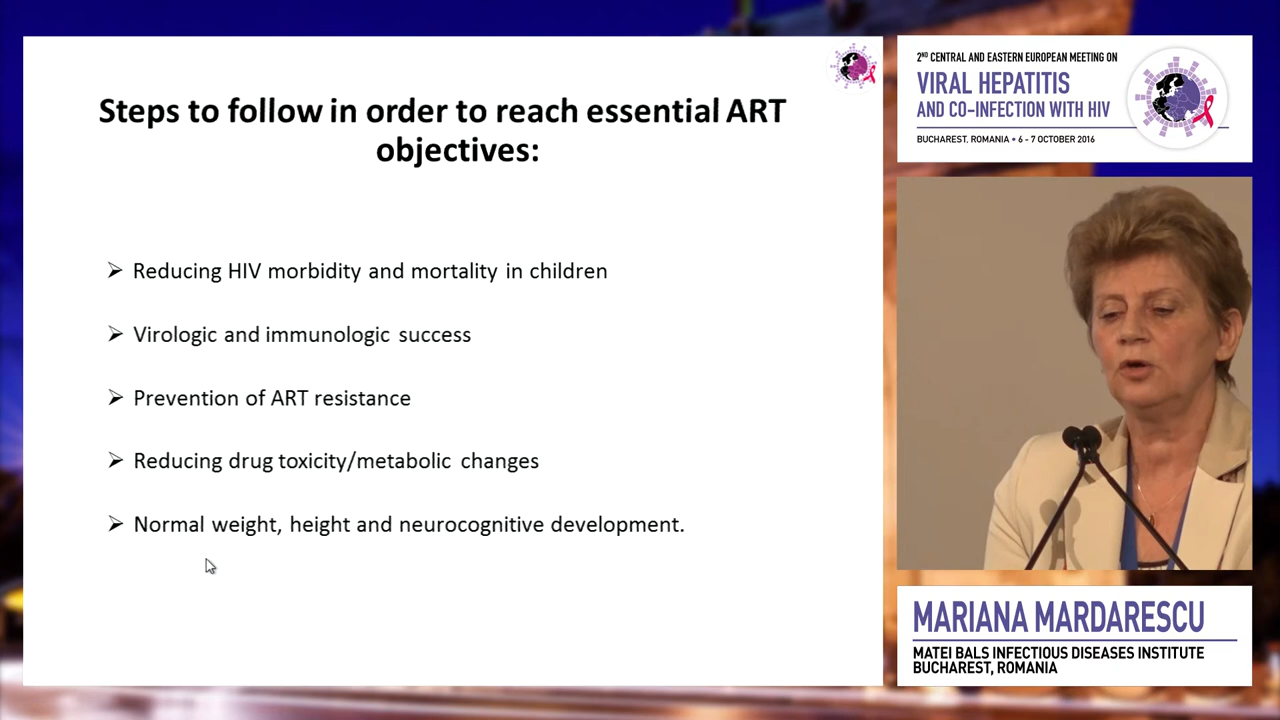 Steps to follow in order to reach essential ART
objectives:
➢ Reducing HIV morbidity and mortality in children
➢ Virologic and immunologic success
➢ Prevention of ART resistance
➢ Reducing drug toxicity/metabolic changes
➢ Normal weight, height and neurocognitive development.
2ND CENTRAL AND EASTERN EUROPEAN MEETING ON
VIRAL HEPATITIS
AND CO-INFECTION WITH HIV
BUCHAREST, ROMANIA • 6 - 7 OCTOBER 2016
MARIANA MARDARESCU
MATEI BALS INFECTIOUS DISEASES INSTITUTE
BUCHAREST, ROMANIA